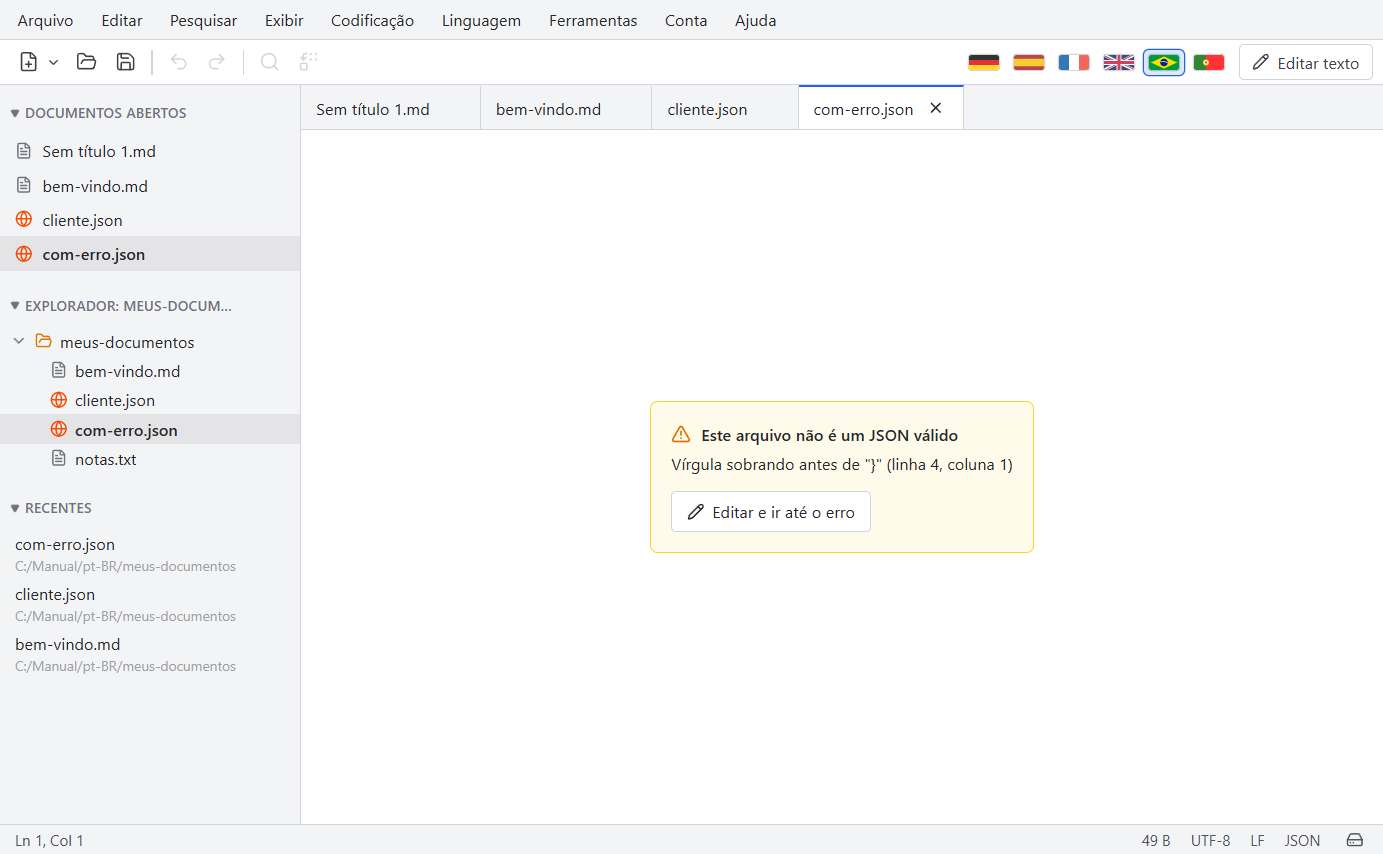 Arquivo Editar Pesquisar Exibir Codificação Linguagem Ferramentas Conta Ajuda
Editar texto
DOCUMENTOS ABERTOS
Sem título 1.md
bem-vindo.md
cliente.json
com-erro.json
EXPLORADOR: MEUS-DOCUM...
meus-documentos
bem-vindo.md
cliente.json
com-erro.json
notas.txt
RECENTES
com-erro.json
C:/Manual/pt-BR/meus-documentos
cliente.json
C:/Manual/pt-BR/meus-documentos
bem-vindo.md
C:/Manual/pt-BR/meus-documentos
Sem título 1.md bem-vindo.md cliente.json com-erro.json
Este arquivo não é um JSON válido
Vírgula sobrando antes de "}" (linha 4, coluna 1)
Editar e ir até o erro
Ln 1, Col 1 49 B UTF-8 LF JSON